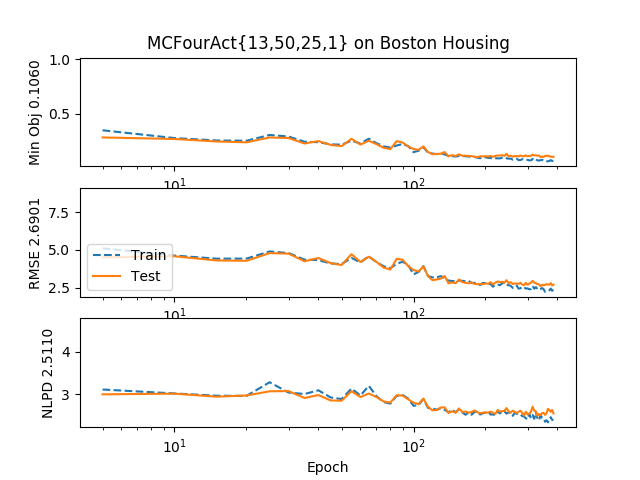 MCFourAct{13,50,25,1} on Boston Housing
Min Obj 0.1060
1.0
0.5
10¹
10²
RMSE 2.6901
7.5
5.0
2.5
Train
Test
10¹
10²
NLPD 2.5110
4
3
10¹
10²
Epoch